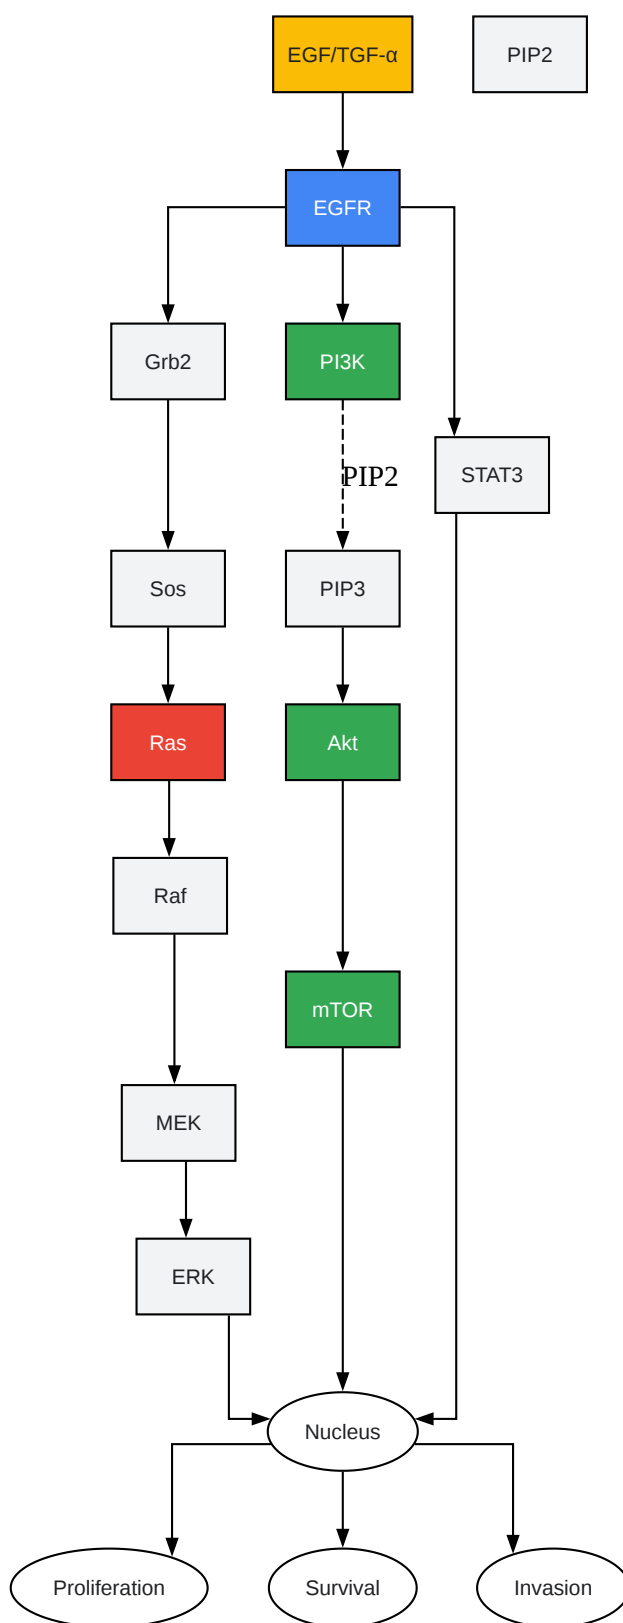 EGF/TGF-α
PIP2
EGFR
Grb2
PI3K
STAT3
PIP2
Sos
PIP3
Ras
Akt
Raf
mTOR
MEK
ERK
Nucleus
Proliferation
Survival
Invasion